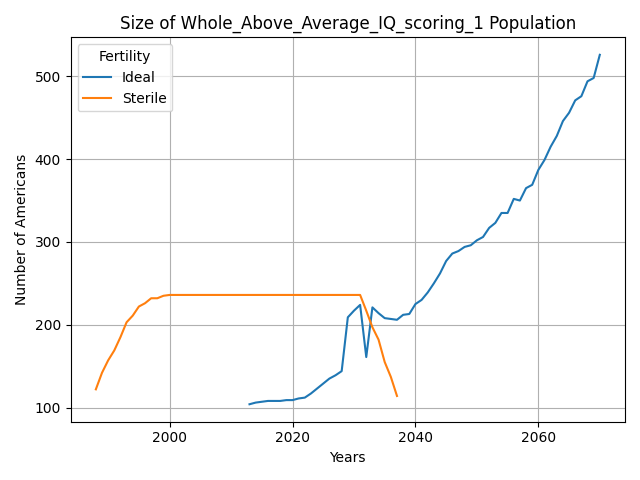 Size of Whole_Above_Average_IQ_scoring_1 Population
Fertility
Ideal
Sterile
Number of Americans
500
400
300
200
100
2000
2020
2040
2060
Years